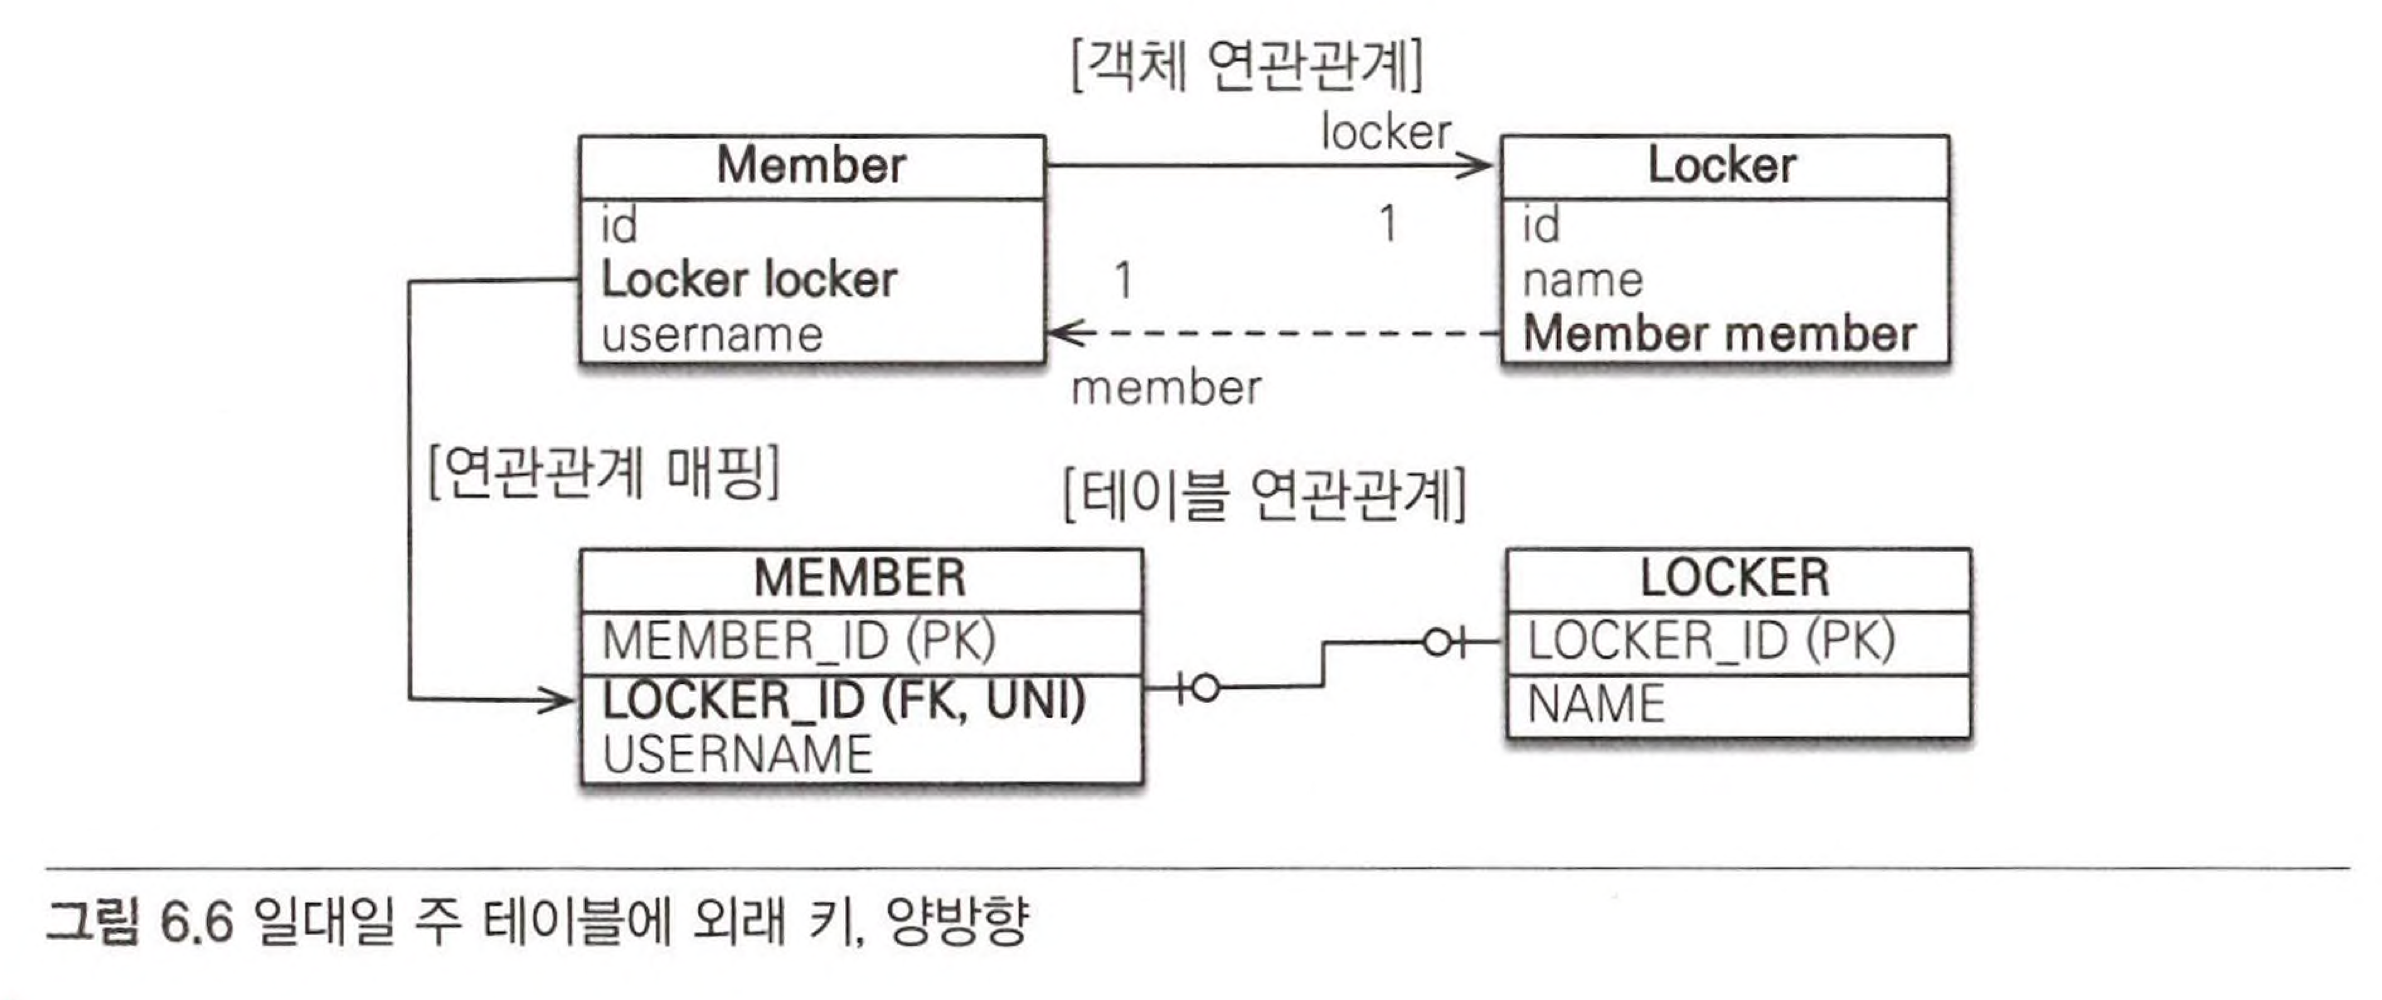 [객체 연관관계]
locker
Member
Locker
id
Locker locker
username
1
1
id
name
Member member
member
[연관관계 매핑]
[테이블 연관관계]
MEMBER
MEMBER_ID (PK)
LOCKER_ID (FK, UNI)
USERNAME
LOCKER
LOCKER_ID (PK)
NAME
그림 6.6 일대일 주 테이블에 외래 키, 양방향